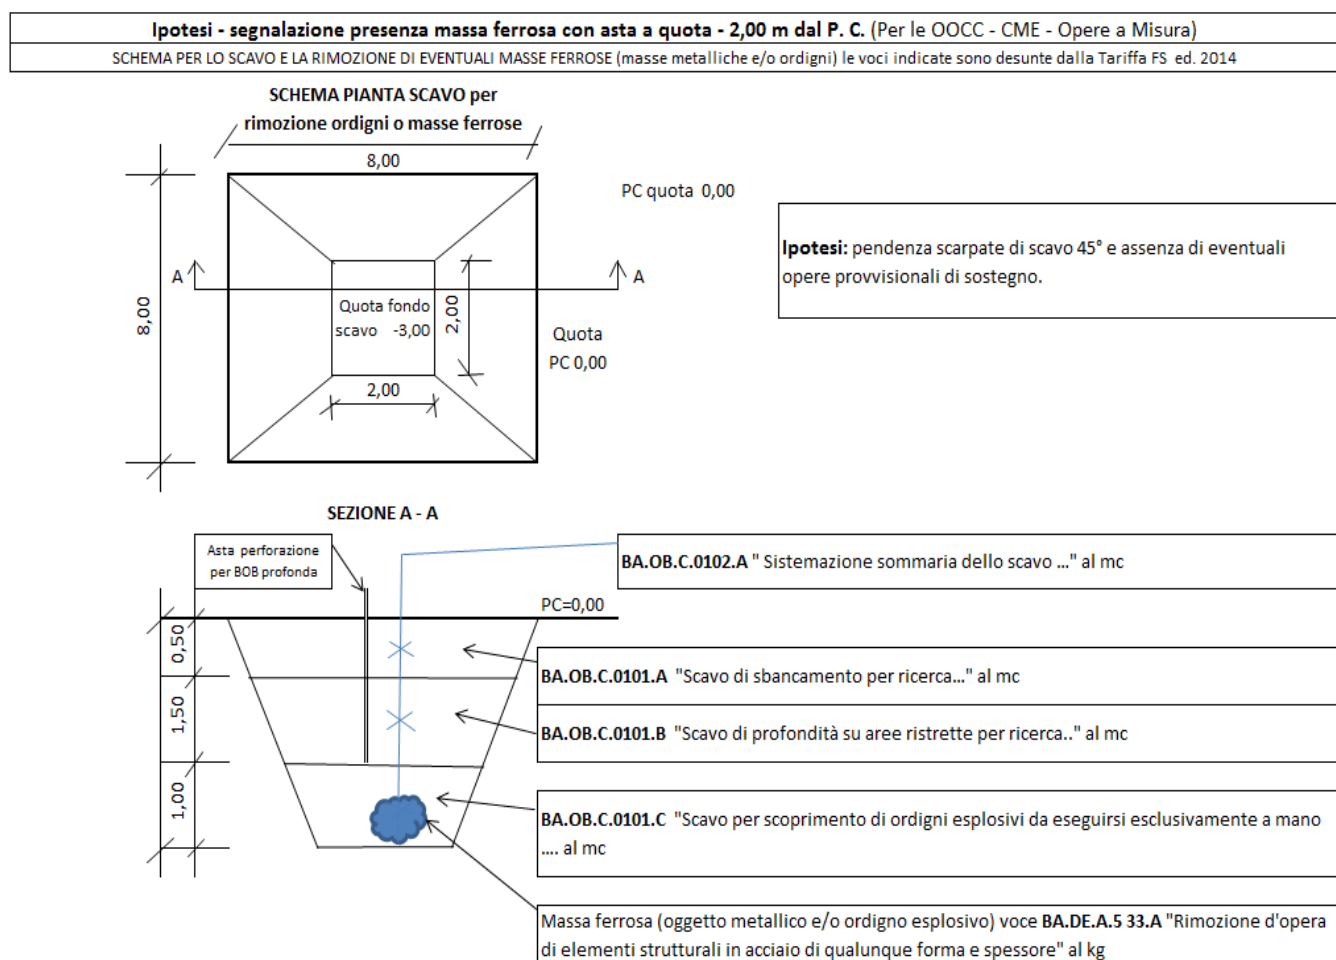 Ipotesi - segnalazione presenza massa ferrosa con asta a quota - 2,00 m dal P. C. (Per le OOCC - CME - Opere a Misura)
SCHEMA PER LO SCAVO E LA RIMOZIONE DI EVENTUALI MASSE FERROSE (masse metalliche e/o ordigni) le voci indicate sono desunte dalla Tariffa FS ed. 2014
SCHEMA PIANTA SCAVO per
rimozione ordigni o masse ferrose
8,00
PC quota 0,00
Ipotesi: pendenza scarpate di scavo 45° e assenza di eventuali
opere provvisionali di sostegno.
A
A
8,00
Quota fondo
scavo -3,00
2,00
Quota
PC 0,00
2,00
SEZIONE A - A
Asta perforazione
per BOB profonda
BA.OB.C.0102.A " Sistemazione sommaria dello scavo ..." al mc
PC=0,00
0,50
BA.OB.C.0101.A "Scavo di sbancamento per ricerca..." al mc
1,50
BA.OB.C.0101.B "Scavo di profondità su aree ristrette per ricerca.." al mc
1,00
BA.OB.C.0101.C "Scavo per scoprimento di ordigni esplosivi da eseguirsi esclusivamente a mano
.... al mc
Massa ferrosa (oggetto metallico e/o ordigno esplosivo) voce BA.DE.A.5 33.A "Rimozione d'opera
di elementi strutturali in acciaio di qualunque forma e spessore" al kg